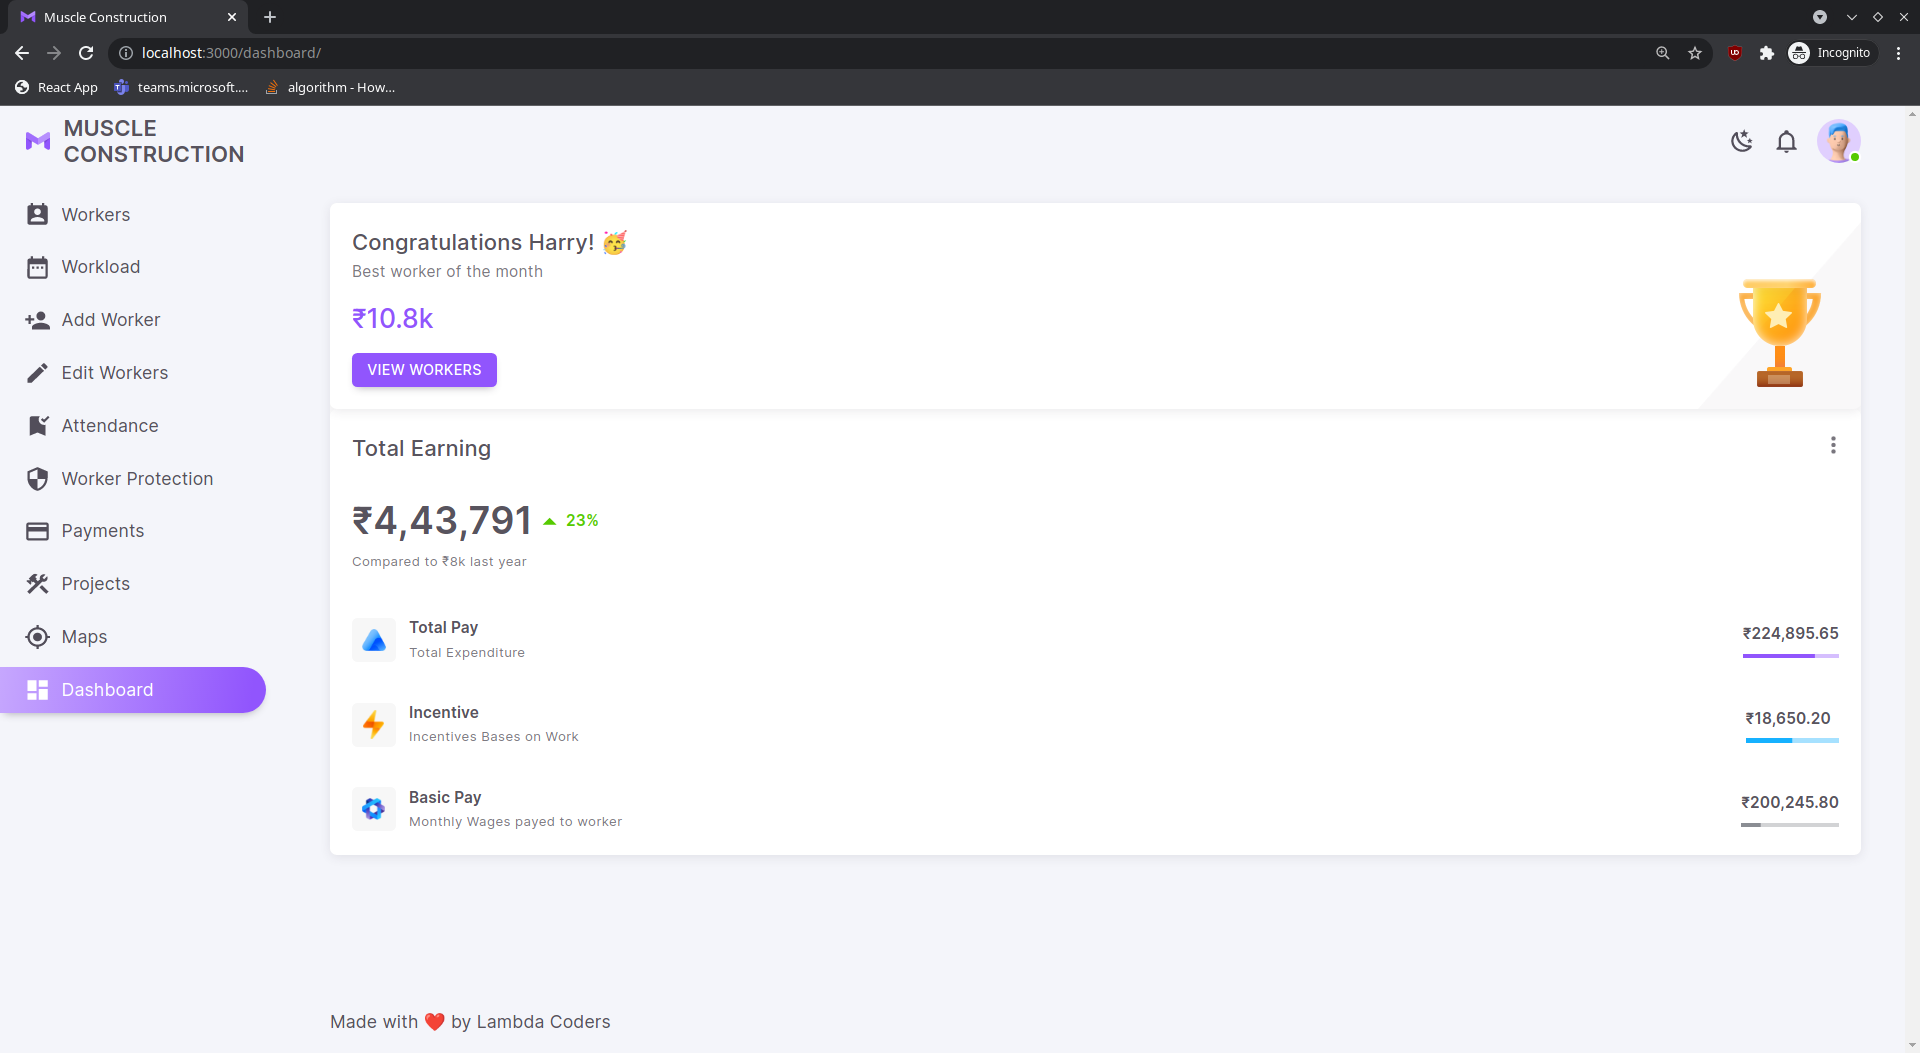 Muscle Construction
localhost:3000/dashboard/
Incognito
React App
teams.microsoft....
algorithm - How...
MUSCLE
CONSTRUCTION
Workers
Workload
Add Worker
Edit Workers
Attendance
Worker Protection
Payments
Projects
Maps
Dashboard
Congratulations Harry! 🥳
Best worker of the month
₹10.8k
VIEW WORKERS
Total Earning
₹4,43,791 23%
Compared to ₹8k last year
Total Pay
Total Expenditure
₹224,895.65
Incentive
Incentives Bases on Work
₹18,650.20
Basic Pay
Monthly Wages payed to worker
₹200,245.80
Made with ❤️ by Lambda Coders